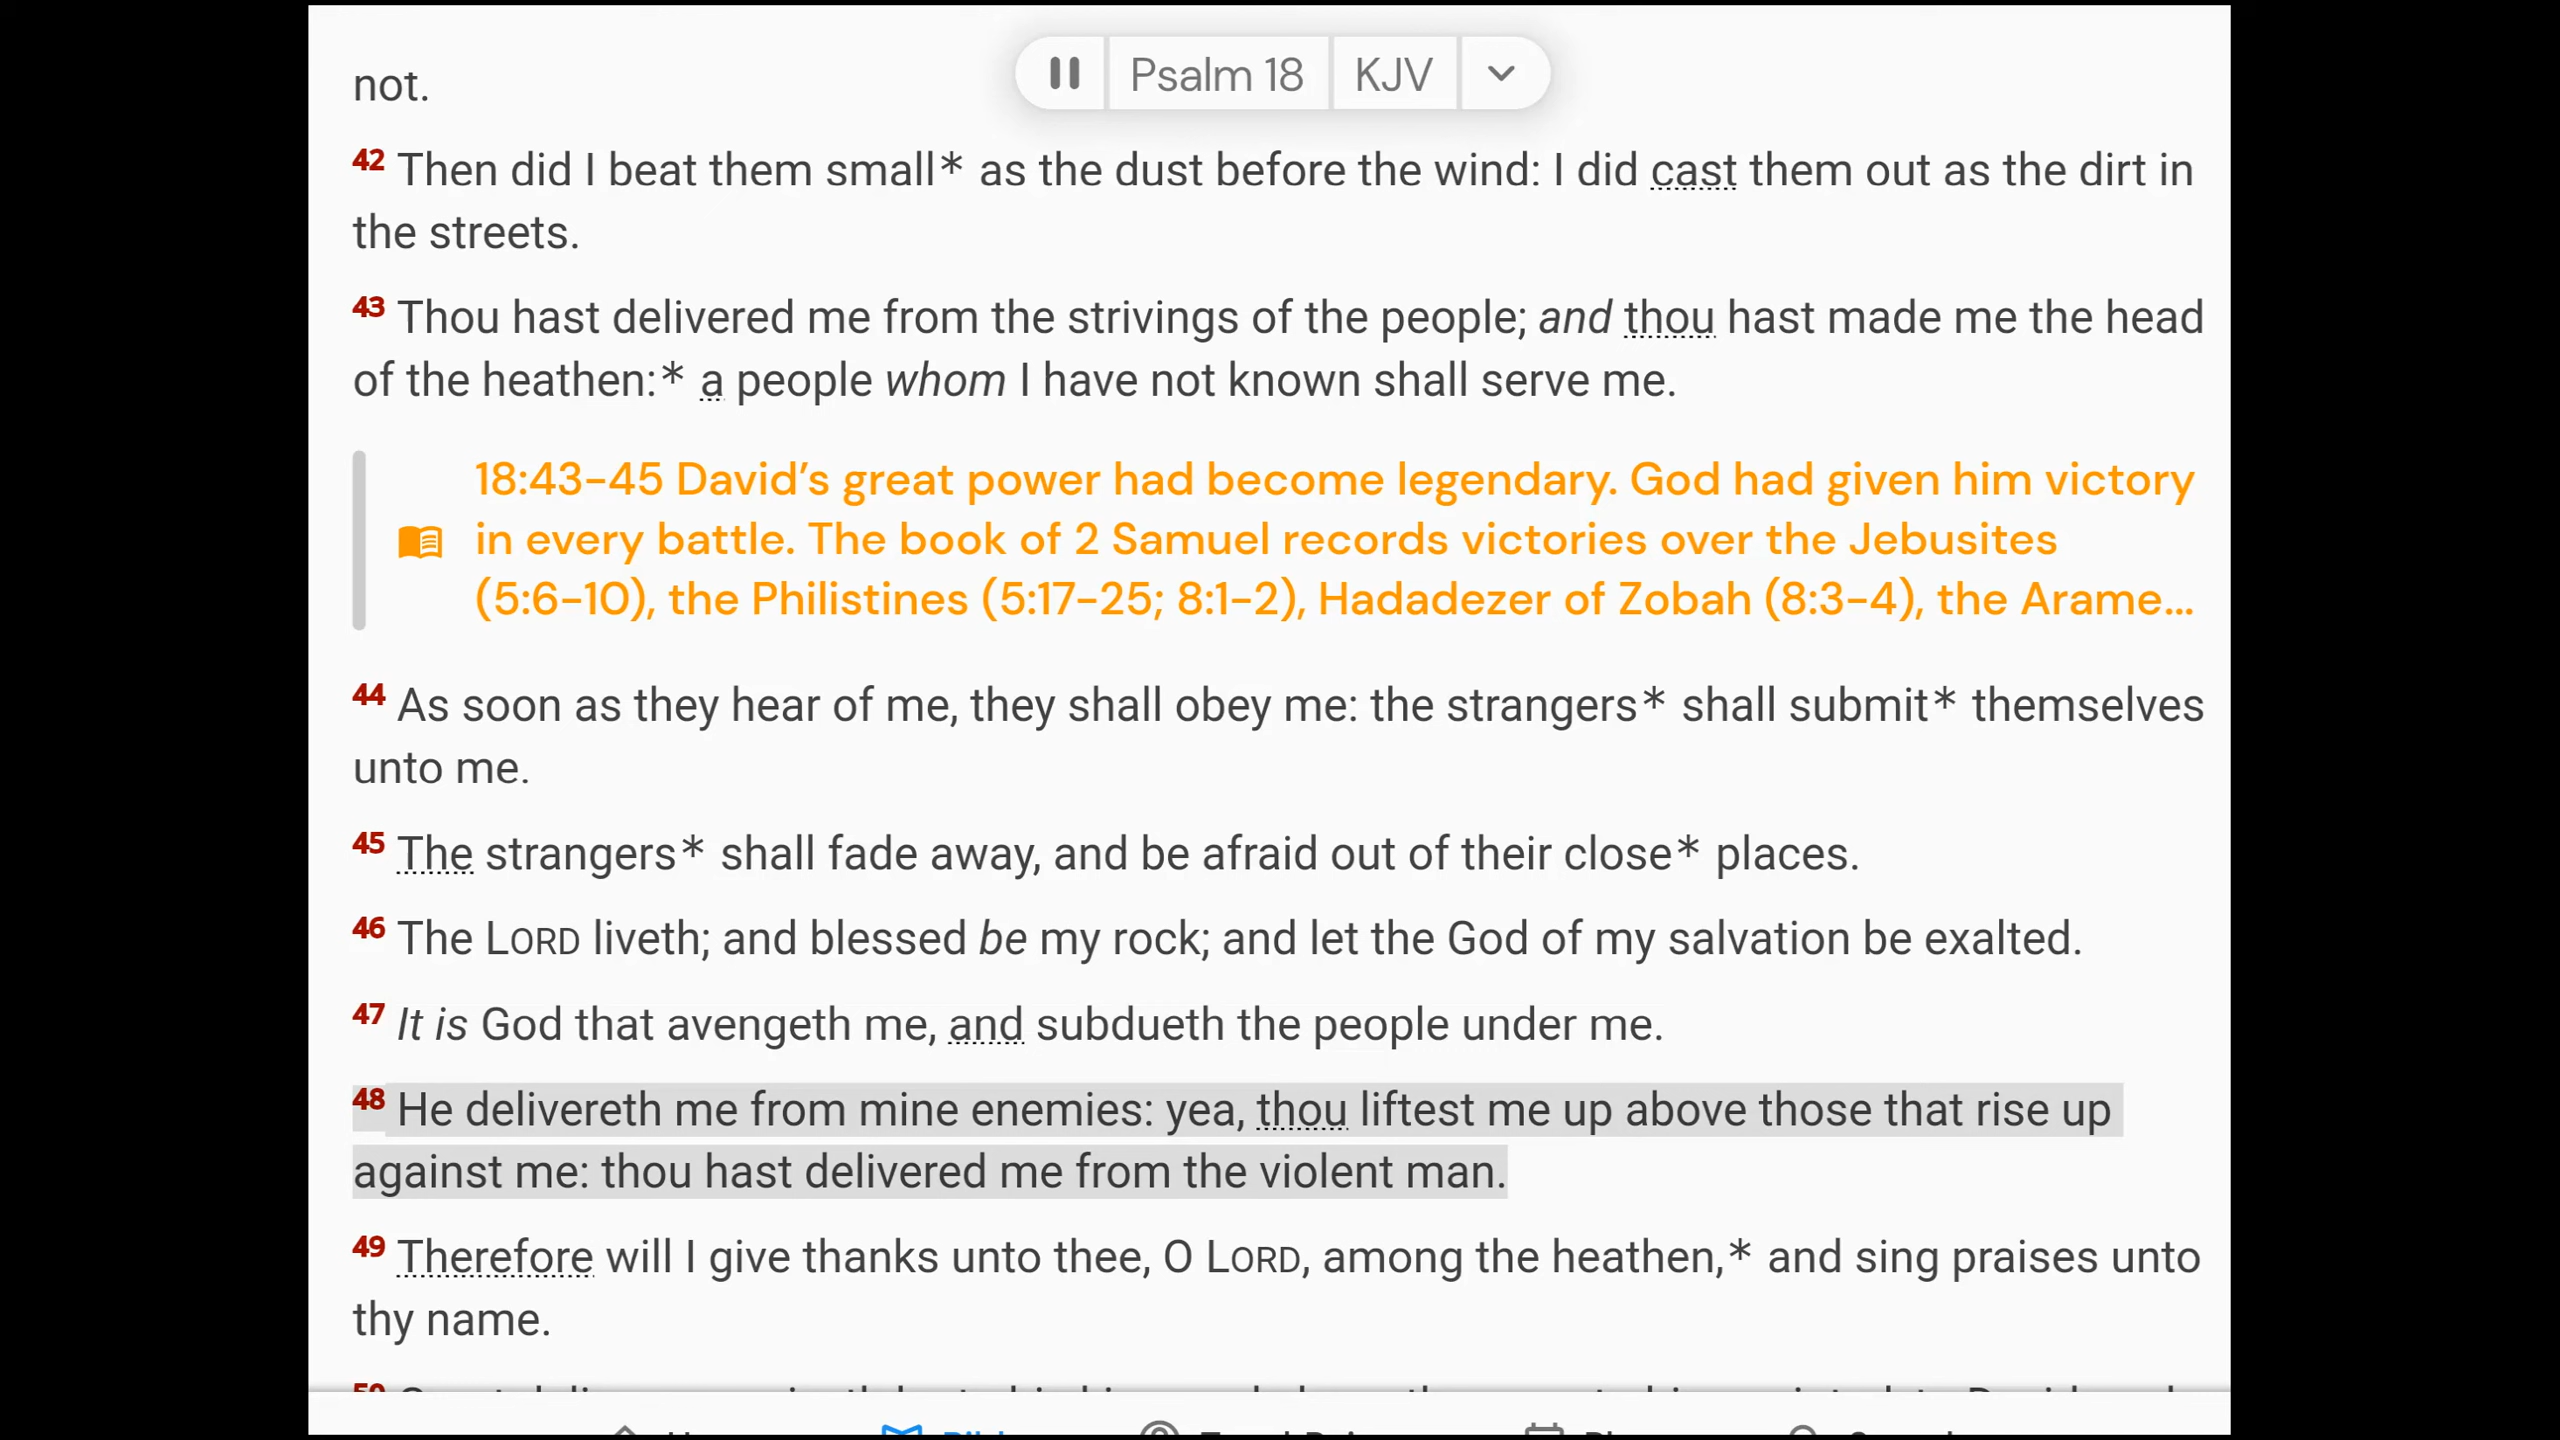 Psalm 18 KJV
not.
42 Then did I beat them small* as the dust before the wind: I did cast them out as the dirt in
the streets.
43 Thou hast delivered me from the strivings of the people; and thou hast made me the head
of the heathen:* a people whom I have not known shall serve me.
18:43–45 David’s great power had become legendary. God had given him victory
in every battle. The book of 2 Samuel records victories over the Jebusites
(5:6–10), the Philistines (5:17–25; 8:1–2), Hadadezer of Zobah (8:3–4), the Arame...
44 As soon as they hear of me, they shall obey me: the strangers* shall submit* themselves
unto me.
45 The strangers* shall fade away, and be afraid out of their close* places.
46 The LORD liveth; and blessed be my rock; and let the God of my salvation be exalted.
47 It is God that avengeth me, and subdueth the people under me.
48 He delivereth me from mine enemies: yea, thou liftest me up above those that rise up
against me: thou hast delivered me from the violent man.
49 Therefore will I give thanks unto thee, O LORD, among the heathen,* and sing praises unto
thy name.